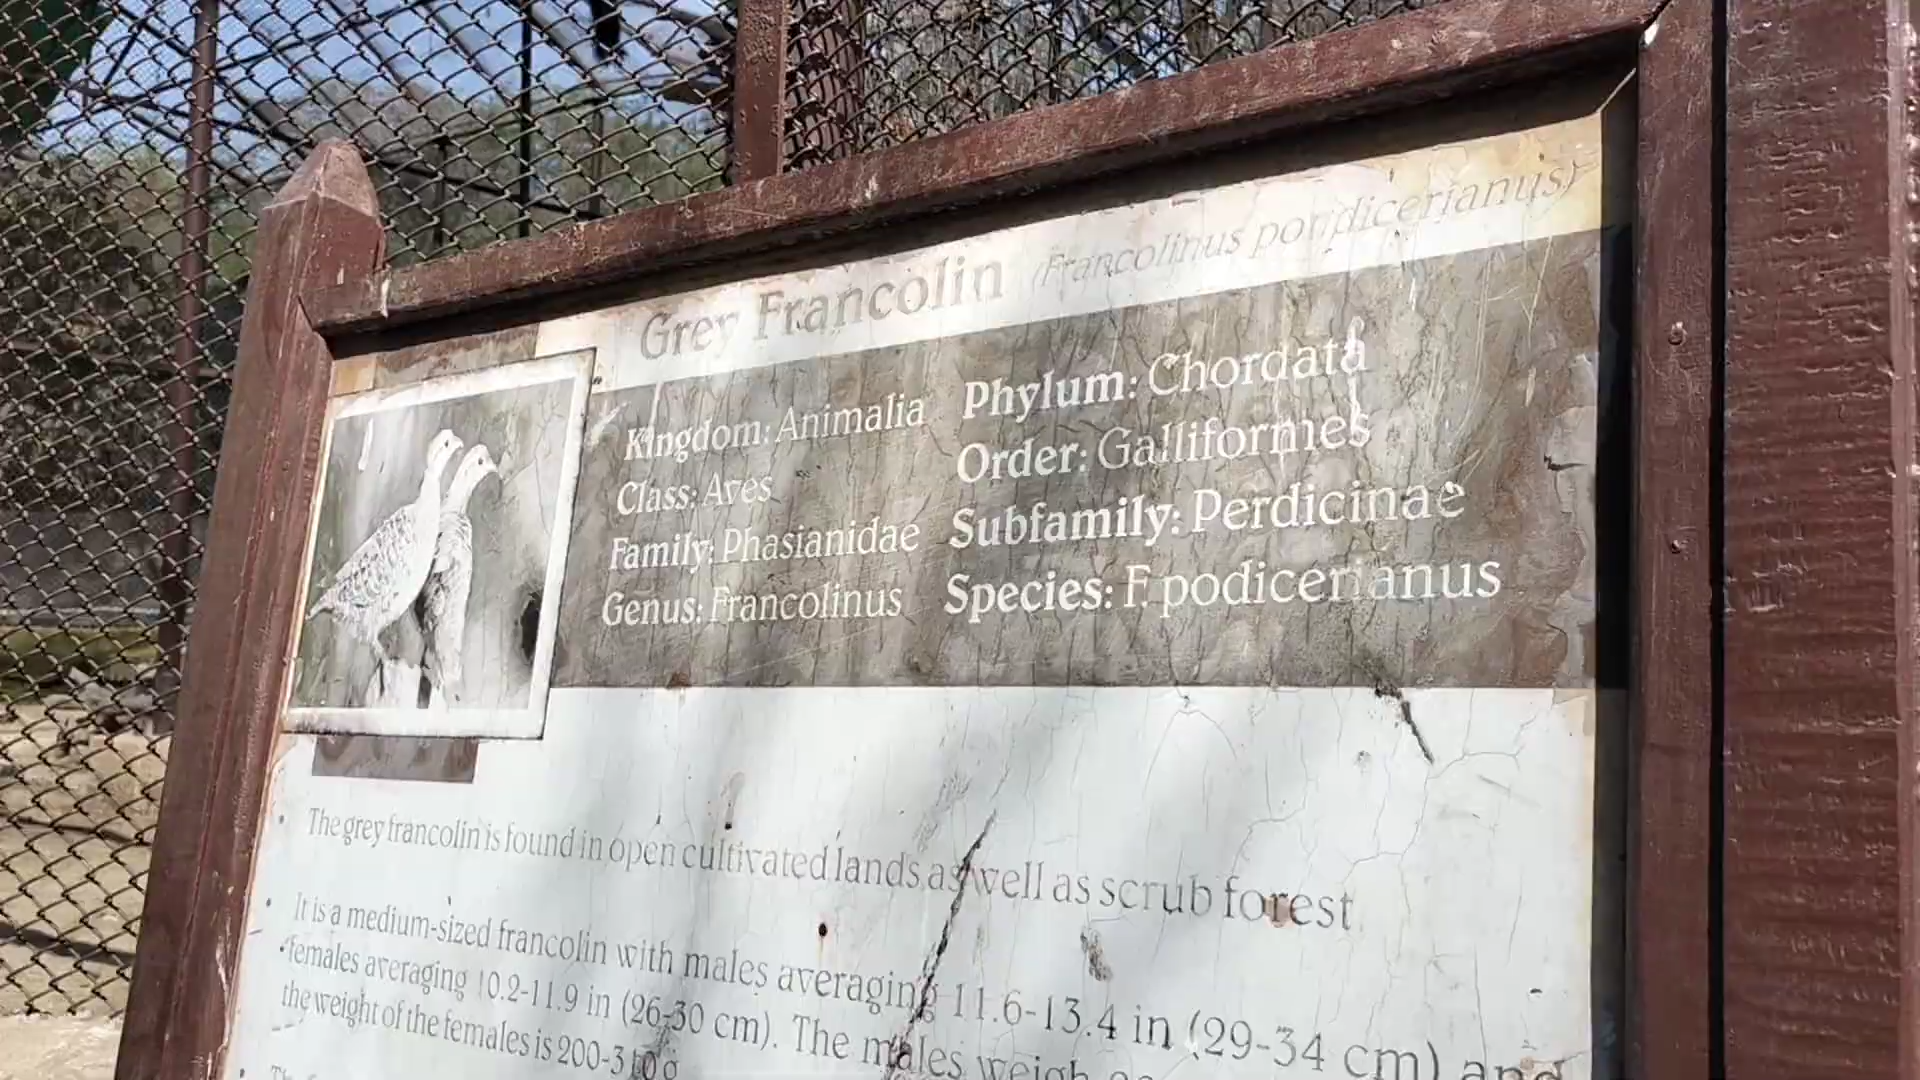 Grey Francolin (Francolinus pondicerianus)
Kingdom: Animalia Phylum: Chordata
Class: Aves Order: Galliformes
Family: Phasianidae Subfamily: Perdicinae
Genus: Francolinus Species: F. podicerianus
• The grey francolin is found in open cultivated lands as well as scrub forest
• It is a medium-sized francolin with males averaging 11.6-13.4 in (29-34 cm) and
females averaging 10.2-11.9 in (26-30 cm). The males weigh
the weight of the females is 200-310 g